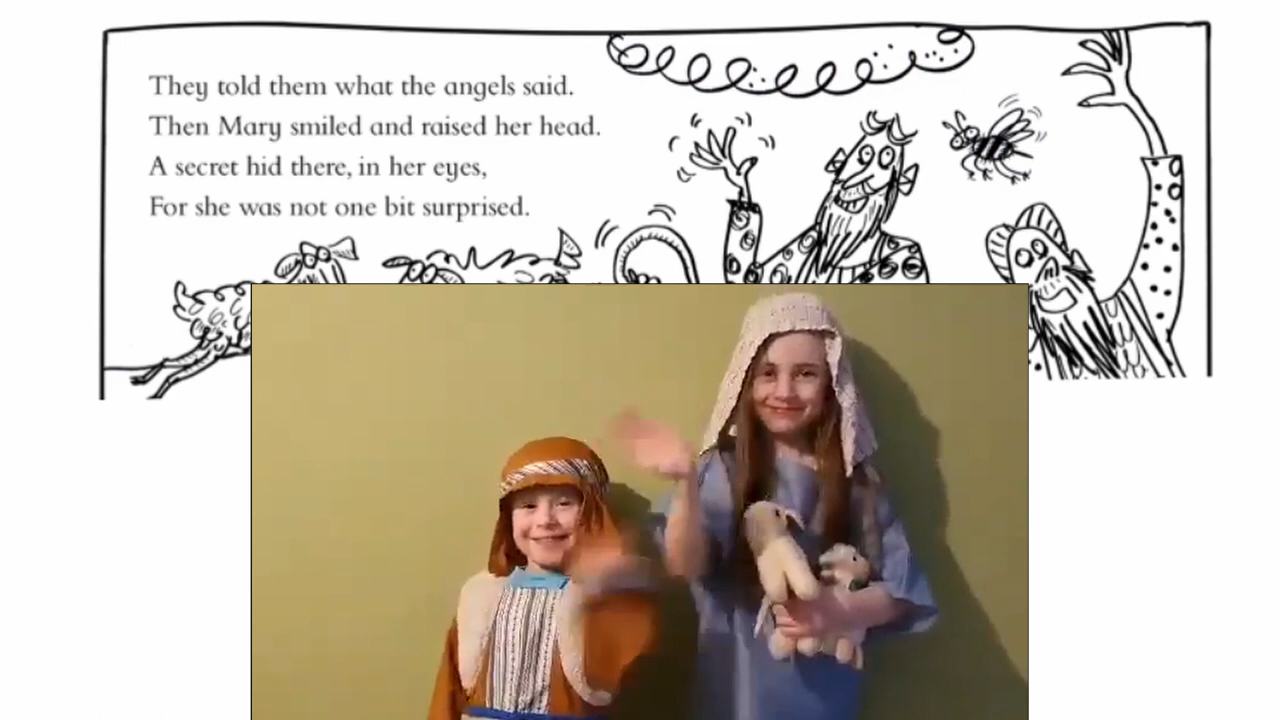 They told them what the angels said.
Then Mary smiled and raised her head.
A secret hid there, in her eyes,
For she was not one bit surprised.